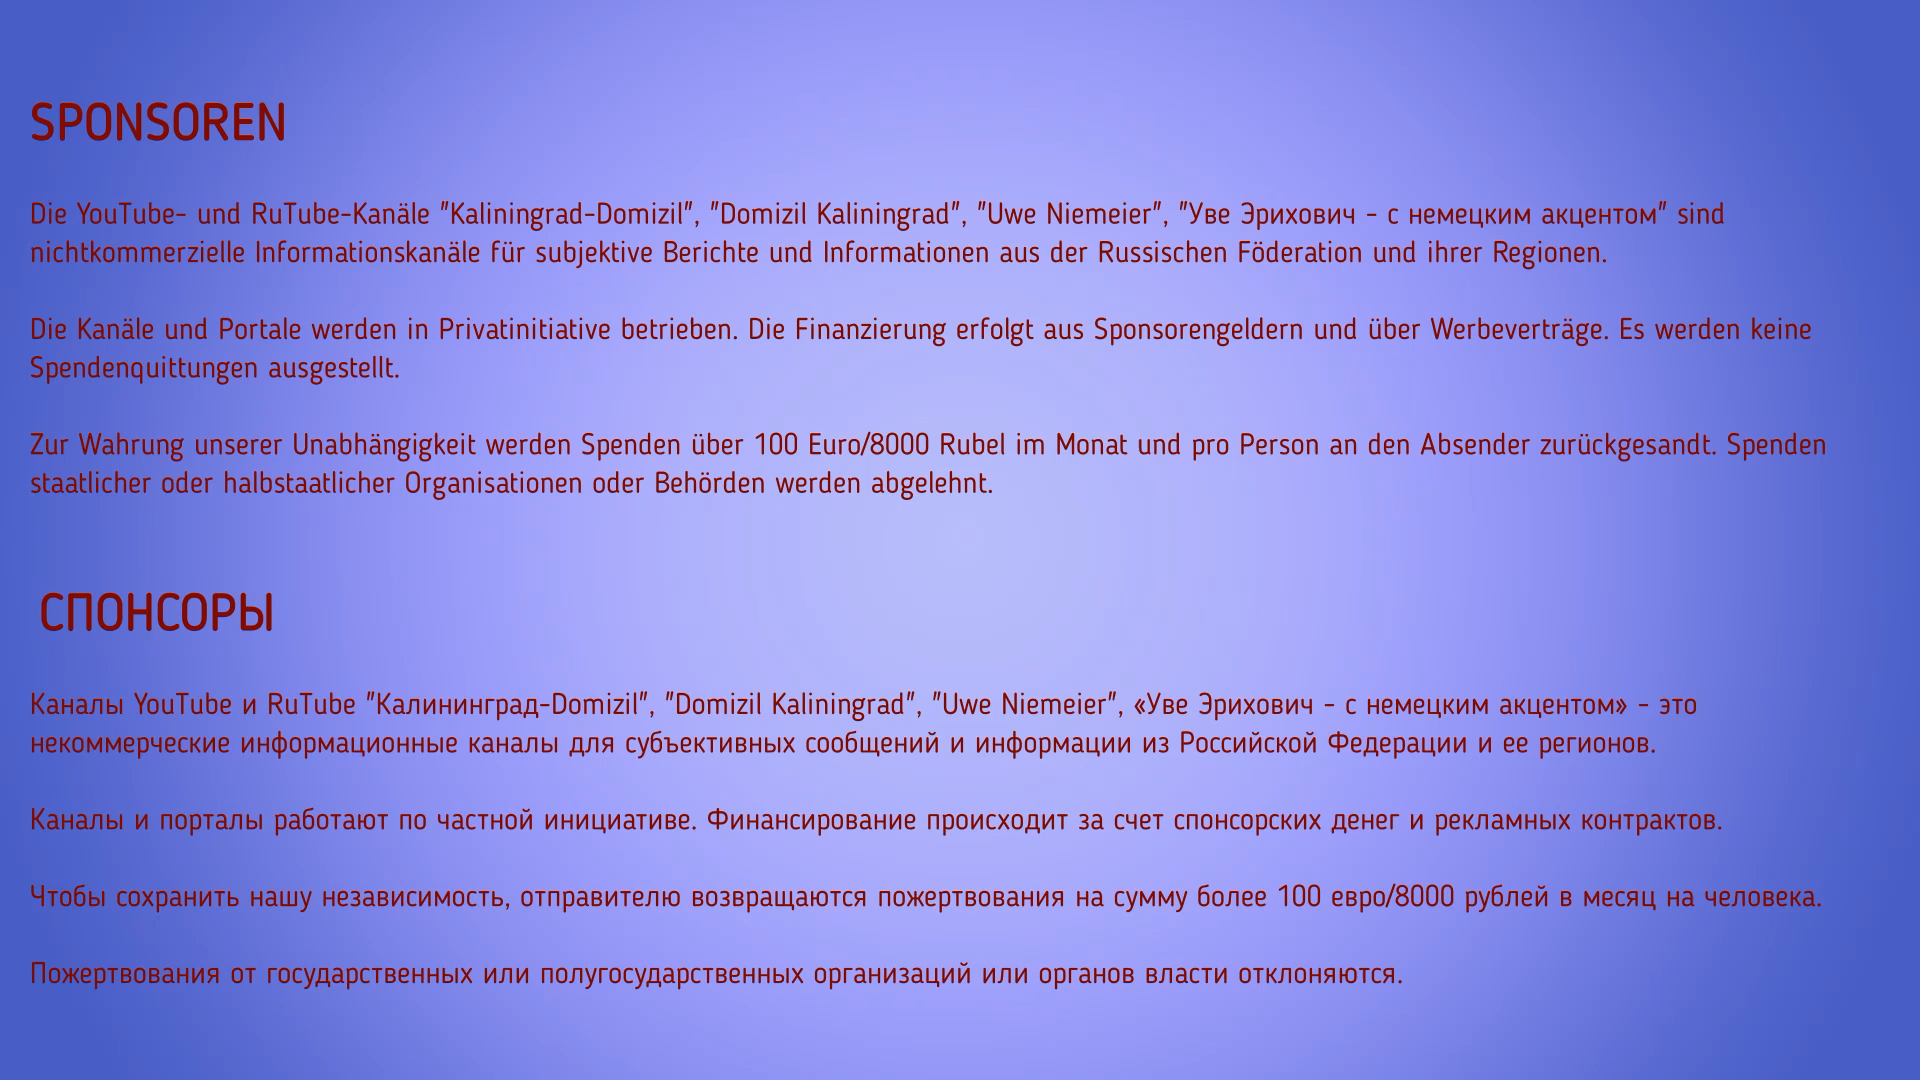 SPONSOREN
Die YouTube- und RuTube-Kanäle "Kaliningrad-Domizil", "Domizil Kaliningrad", "Uwe Niemeier", "Уве Эрихович - с немецким акцентом" sind
nichtkommerzielle Informationskanäle für subjektive Berichte und Informationen aus der Russischen Föderation und ihrer Regionen.
Die Kanäle und Portale werden in Privatinitiative betrieben. Die Finanzierung erfolgt aus Sponsorengeldern und über Werbeverträge. Es werden keine
Spendenquittungen ausgestellt.
Zur Wahrung unserer Unabhängigkeit werden Spenden über 100 Euro/8000 Rubel im Monat und pro Person an den Absender zurückgesandt. Spenden
staatlicher oder halbstaatlicher Organisationen oder Behörden werden abgelehnt.
СПОНСОРЫ
Каналы YouTube и RuTube "Калининград-Domizil", "Domizil Kaliningrad", "Uwe Niemeier", «Уве Эрихович - с немецким акцентом» - это
некоммерческие информационные каналы для субъективных сообщений и информации из Российской Федерации и ее регионов.
Каналы и порталы работают по частной инициативе. Финансирование происходит за счет спонсорских денег и рекламных контрактов.
Чтобы сохранить нашу независимость, отправителю возвращаются пожертвования на сумму более 100 евро/8000 рублей в месяц на человека.
Пожертвования от государственных или полугосударственных организаций или органов власти отклоняются.